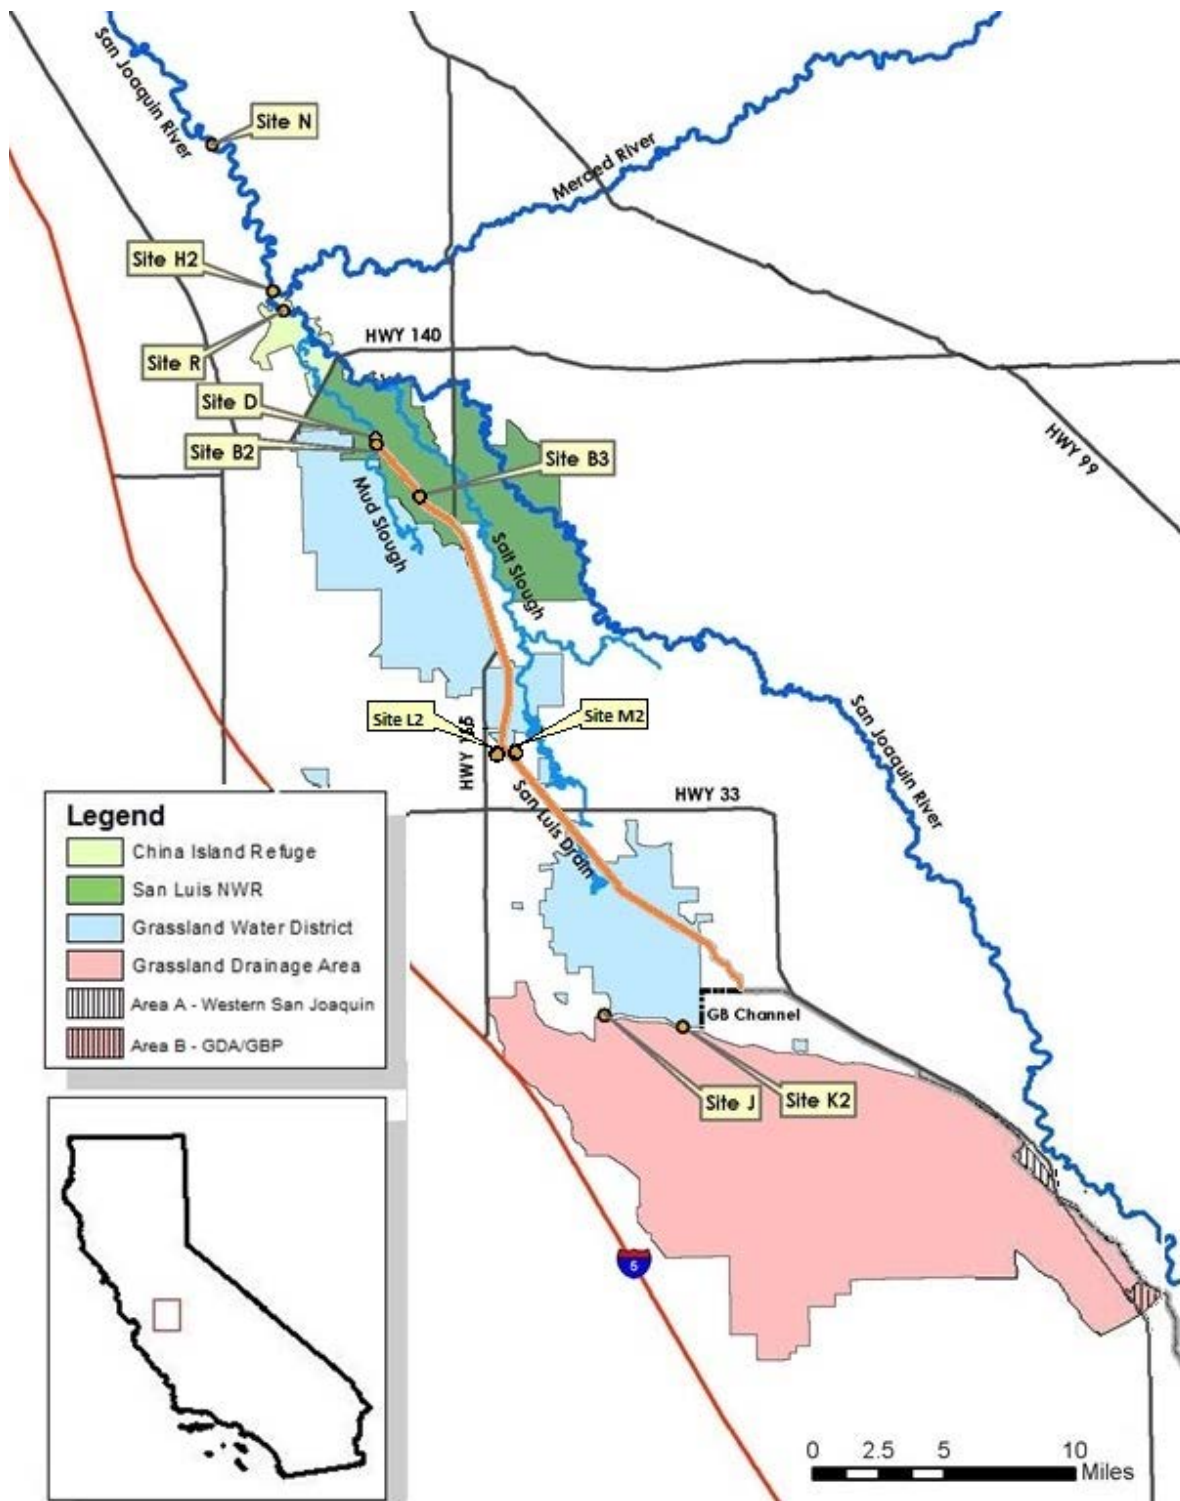 San Joaquin River
Site N
Merced River
Site H2
HWY 140
Site R
Site D
Site B2
Site B3
HWY 99
Mud Slough
Salt Slough
San Joaquin River
Site L2
Site M2
HWY 165
HWY 33
San Luis Drain
Legend
China Island Refuge
San Luis NWR
Grassland Water District
Grassland Drainage Area
Area A - Western San Joaquin
Area B - GDA/GBP
GB Channel
Site J
Site K2
5
0 2.5 5 10
Miles